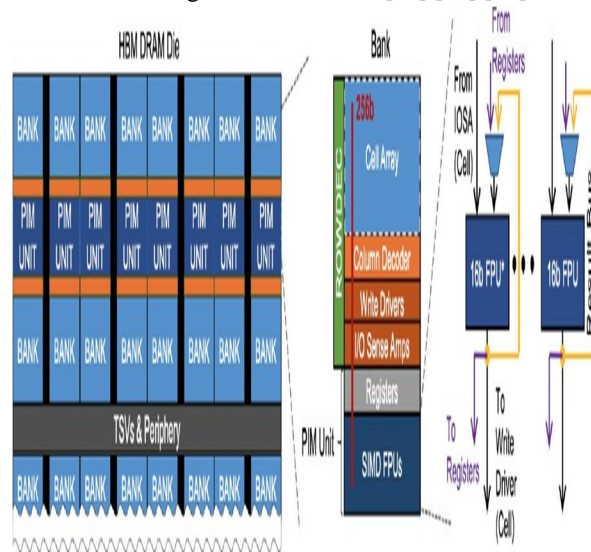 HBM DRAM Die
BANK BANK BANK BANK BANK BANK BANK
PIM UNIT PIM UNIT PIM UNIT PIM UNIT PIM UNIT PIM UNIT PIM UNIT
BANK BANK BANK BANK BANK BANK BANK
TSVs & Periphery
BANK BANK BANK BANK BANK BANK BANK
Bank
ROWDEC
256b
Cell Array
Column Decoder
Write Drivers
I/O Sense Amps
Registers
PIM Unit
SIMD FPUs
From
Registers
From
IOSA
(Cell)
16b FPU*
16b FPU
Result Bus
To
Registers
To
Write
Driver
(Cell)